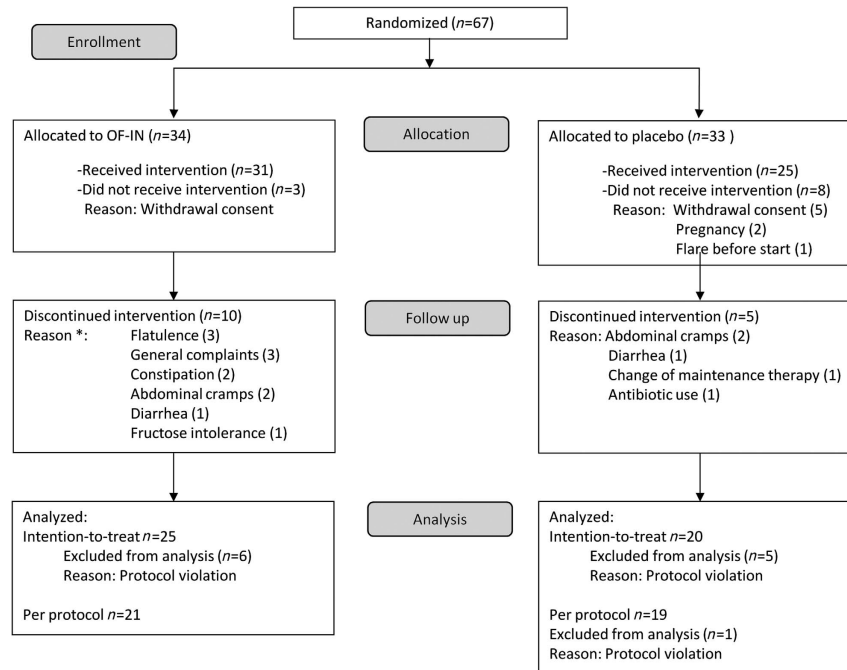 Randomized (n=67)
Enrollment
Allocated to OF-IN (n=34)
-Received intervention (n=31)
-Did not receive intervention (n=3)
Reason: Withdrawal consent
Allocation
Allocated to placebo (n=33 )
-Received intervention (n=25)
-Did not receive intervention (n=8)
Reason: Withdrawal consent (5)
Pregnancy (2)
Flare before start (1)
Discontinued intervention (n=10)
Reason *: Flatulence (3)
General complaints (3)
Constipation (2)
Abdominal cramps (2)
Diarrhea (1)
Fructose intolerance (1)
Follow up
Discontinued intervention (n=5)
Reason: Abdominal cramps (2)
Diarrhea (1)
Change of maintenance therapy (1)
Antibiotic use (1)
Analyzed:
Intention-to-treat n=25
Excluded from analysis (n=6)
Reason: Protocol violation
Per protocol n=21
Analysis
Analyzed:
Intention-to-treat n=20
Excluded from analysis (n=5)
Reason: Protocol violation
Per protocol n=19
Excluded from analysis (n=1)
Reason: Protocol violation